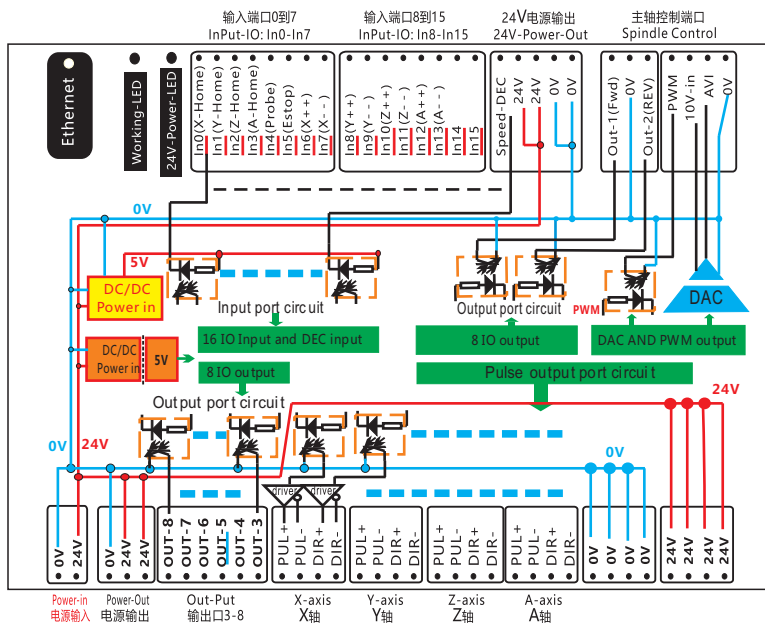 输入端口0到7
InPut-IO: In0-In7
输入端口8到15
InPut-IO: In8-In15
24V电源输出
24V-Power-Out
主轴控制端口
Spindle Control
Ethernet
Working-LED
24V-Power-LED
In0(X-Home)
In1(Y-Home)
In2(Z-Home)
In3(A-Home)
In4(Probe)
In5(Estop)
In6(X++)
In7(X--)
In8(Y++)
In9(Y--)
In10(Z++)
In11(Z--)
In12(A++)
In13(A--)
In14
In15
Speed-DEC
24V
24V
0V
0V
Out-1(Fwd)
0V
Out-2(REV)
PWM
10V-in
AVI
0V
0V
5V
DC/DC
Power in
Input port circuit
Output port circuit
PWM
DAC
16 IO Input and DEC input
8 IO output
DAC AND PWM output
DC/DC
Power in
5V
8 IO output
Pulse output port circuit
Output port circuit
24V
0V
24V
0V
driver
driver
0V
24V
0V
24V
24V
OUT-8
OUT-7
OUT-6
OUT-5
OUT-4
OUT-3
PUL+
PUL-
DIR+
DIR-
PUL+
PUL-
DIR+
DIR-
PUL+
PUL-
DIR+
DIR-
PUL+
PUL-
DIR+
DIR-
0V
0V
0V
0V
24V
24V
24V
24V
Power-in
电源输入
Power-Out
电源输出
Out-Put
输出口3-8
X-axis
X轴
Y-axis
Y轴
Z-axis
Z轴
A-axis
A轴